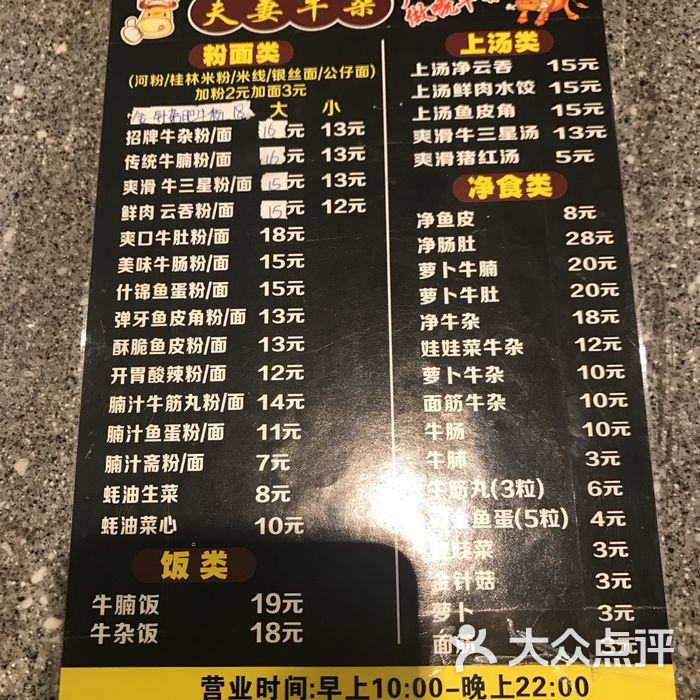 夫妻牛杂
粉面类
(河粉/桂林米粉/米线/银丝面/公仔面)
加粉2元加面3元
大 小
招牌牛杂粉/面 16元 13元
传统牛腩粉/面 16元 13元
爽滑 牛三星粉/面 15元 13元
鲜肉 云吞粉/面 15元 12元
爽口牛肚粉/面 18元
美味牛肠粉/面 15元
什锦鱼蛋粉/面 15元
弹牙鱼皮角粉/面 13元
酥脆鱼皮粉/面 13元
开胃酸辣粉/面 12元
腩汁牛筋丸粉/面 14元
腩汁鱼蛋粉/面 11元
腩汁斋粉/面 7元
蚝油生菜 8元
蚝油菜心 10元
饭类
牛腩饭 19元
牛杂饭 18元
上汤类
上汤净云吞 15元
上汤鲜肉水饺 15元
上汤鱼皮角 15元
爽滑牛三星汤 13元
爽滑猪红汤 5元
净食类
净鱼皮 8元
净肠肚 28元
萝卜牛腩 20元
萝卜牛肚 20元
净牛杂 18元
娃娃菜牛杂 12元
萝卜牛杂 10元
面筋牛杂 10元
牛肠 10元
牛肺 3元
牛筋丸(3粒) 6元
鱼蛋(5粒) 4元
娃菜 3元
金针菇 3元
萝卜 3元
面筋 3元
大众点评
营业时间:早上10:00-晚上22:00